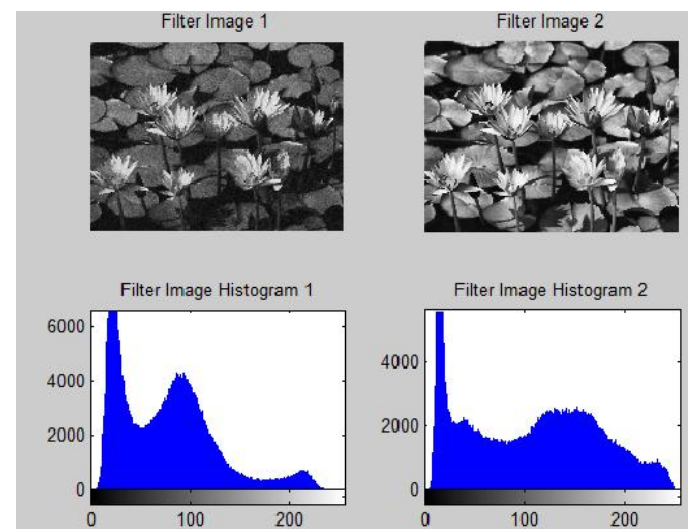 Filter Image 1
Filter Image 2
Filter Image Histogram 1
6000
4000
2000
0
0 100 200
Filter Image Histogram 2
4000
2000
0
0 100 200